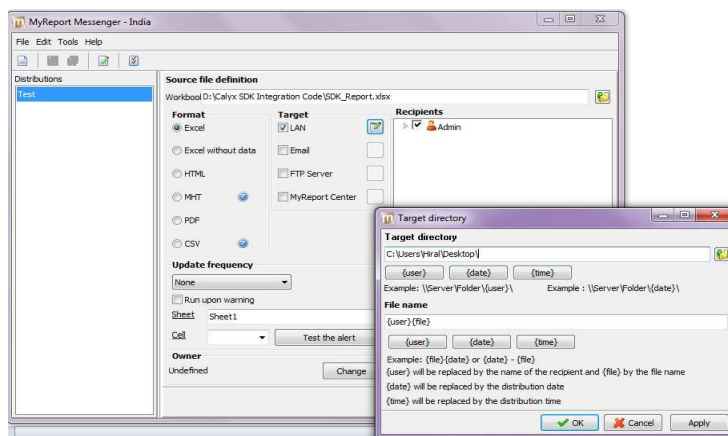 MyReport Messenger - India
File Edit Tools Help
Distributions
Test
Source file definition
Workbool D:\Calyx SDK Integration Code\SDK_Report.xlsx
Format
Target
Recipients
Excel
LAN
Admin
Excel without data
Email
HTML
FTP Server
MHT
MyReport Center
PDF
CSV
Update frequency
None
Run upon warning
Sheet Sheet1
Cell
Test the alert
Owner
Undefined
Change
Target directory
Target directory
C:\Users\Hiral\Desktop\
{user} {date} {time}
Example: \\Server\Folder\{user}\ Example : \\Server\Folder\{date}\
File name
{user}{file}
{user} {date} {time}
Example: {file}{date} or {date} - {file}
{user} will be replaced by the name of the recipient and {file} by the file name
{date} will be replaced by the distribution date
{time} will be replaced by the distribution time
OK Cancel Apply